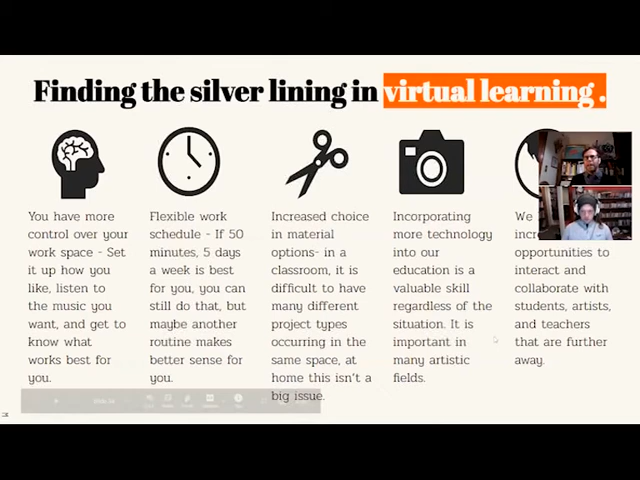 Finding the silver lining in virtual learning .
You have more
control over your
work space - Set
it up how you
like, listen to
the music you
want, and get to
know what
works best for
you.
Flexible work
schedule - If 50
minutes, 5 days
a week is best
for you, you can
still do that, but
maybe another
routine makes
better sense for
you.
Increased choice
in material
options- in a
classroom, it is
difficult to have
many different
project types
occurring in the
same space, at
home this isn't a
big issue.
Incorporating
more technology
into our
education is a
valuable skill
regardless of the
situation. It is
important in
many artistic
fields.
We
opportunities to
interact and
collaborate with
students, artists,
and teachers
that are further
away.